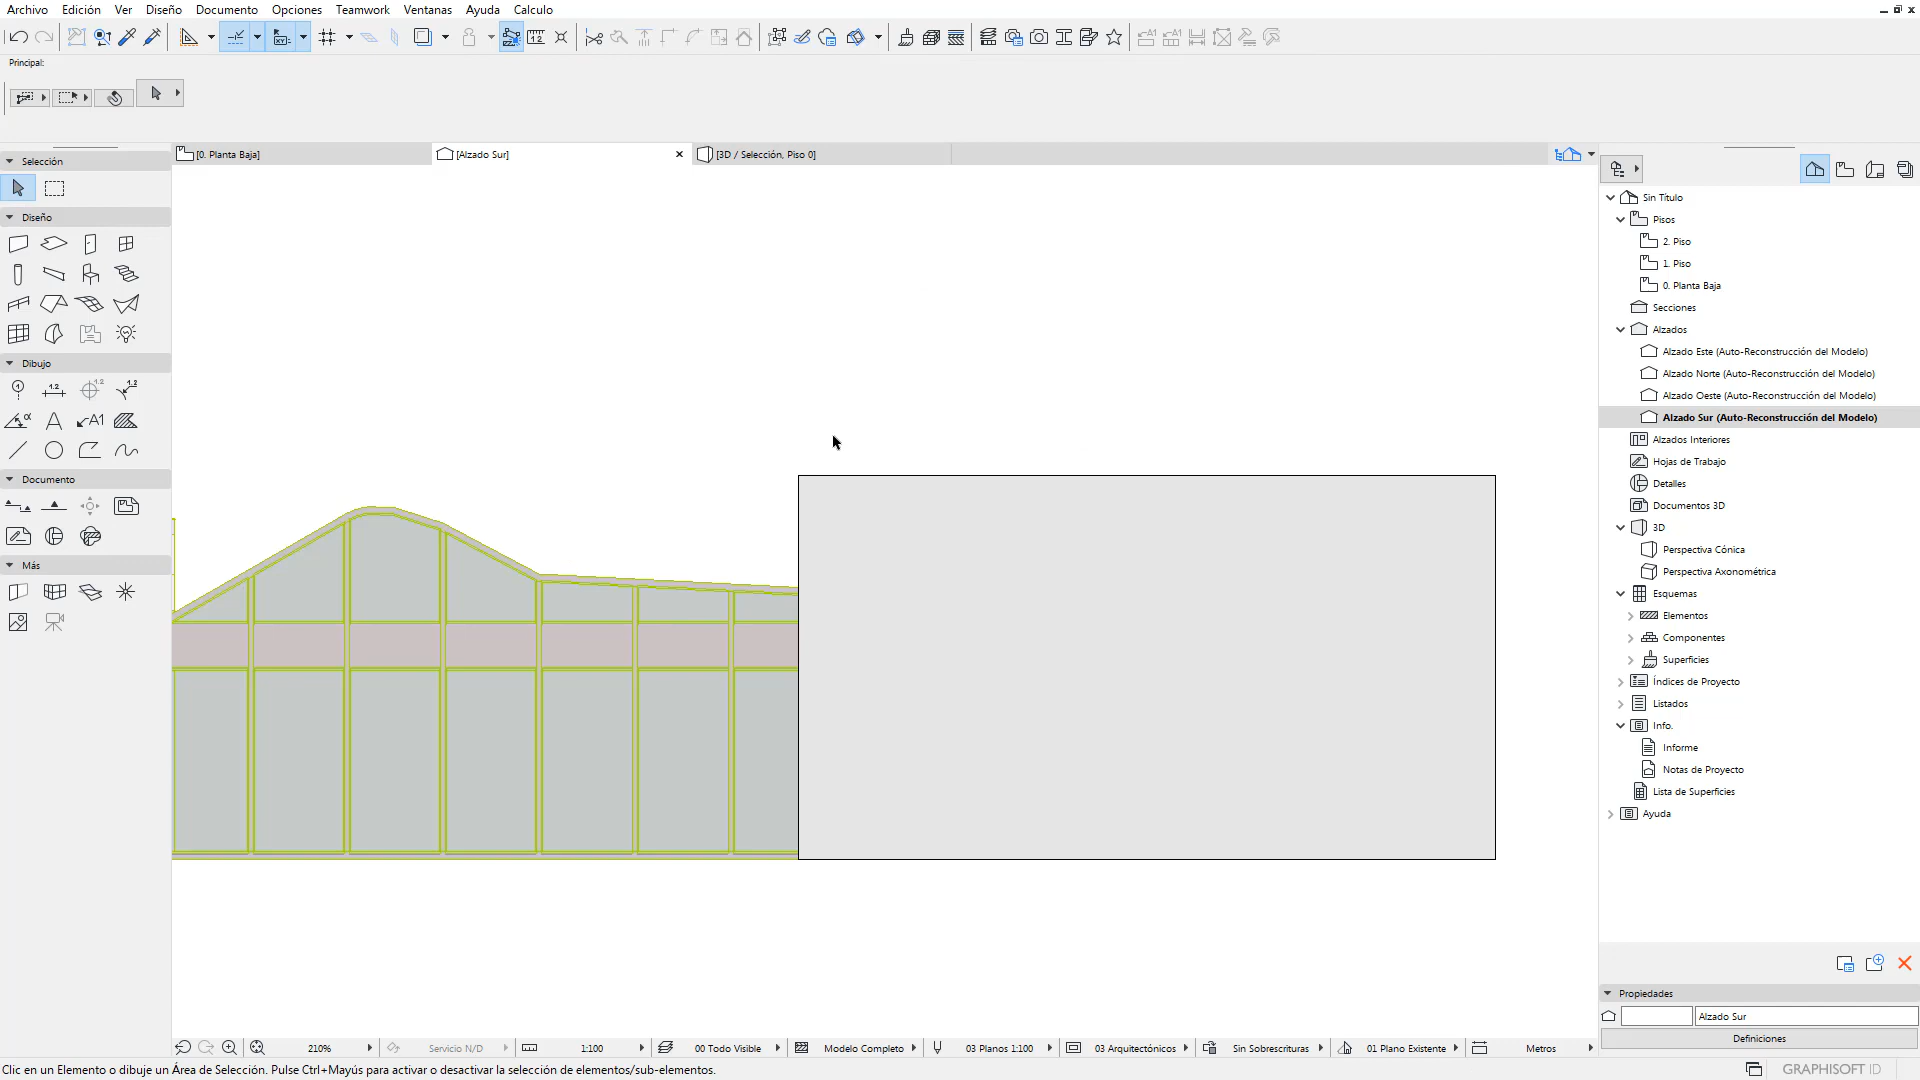 Archivo Edición Ver Diseño Documento Opciones Teamwork Ventanas Ayuda Calculo
Principal:
[0. Planta Baja] [Alzado Sur] [3D / Selección, Piso 0]
Selección
Diseño
Dibujo
Documento
Más
Sin Título
Pisos
2. Piso
1. Piso
0. Planta Baja
Secciones
Alzados
Alzado Este (Auto-Reconstrucción del Modelo)
Alzado Norte (Auto-Reconstrucción del Modelo)
Alzado Oeste (Auto-Reconstrucción del Modelo)
Alzado Sur (Auto-Reconstrucción del Modelo)
Alzados Interiores
Hojas de Trabajo
Detalles
Documentos 3D
3D
Perspectiva Cónica
Perspectiva Axonométrica
Esquemas
Elementos
Componentes
Superficies
Índices de Proyecto
Listados
Info.
Informe
Notas de Proyecto
Lista de Superficies
Ayuda
Propiedades
Alzado Sur
Definiciones
210% Servicio N/D 1:100 00 Todo Visible Modelo Completo 03 Planos 1:100 03 Arquitectónicos Sin Sobrescrituras 01 Plano Existente Metros
Clic en un Elemento o dibuje un Área de Selección. Pulse Ctrl+Mayús para activar o desactivar la selección de elementos/sub-elementos.
GRAPHISOFT ID